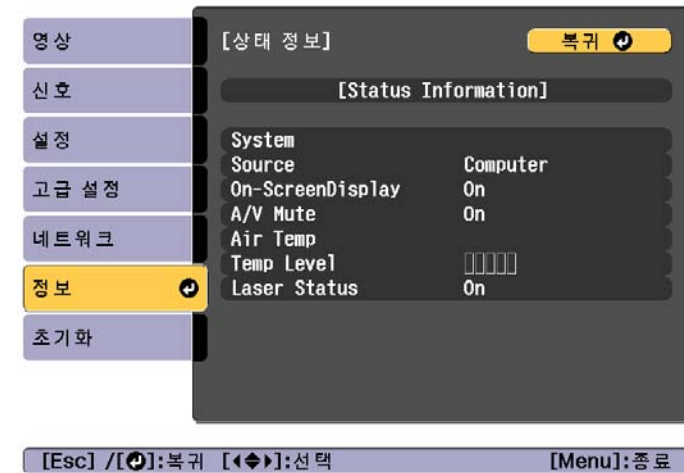 영상
신호
설정
고급 설정
네트워크
정보
초기화
[상태 정보]
복귀
[Status Information]
System
Source Computer
On-ScreenDisplay On
A/V Mute On
Air Temp
Temp Level
Laser Status On
[Esc] /[]:복귀 []:선택 [Menu]:종료